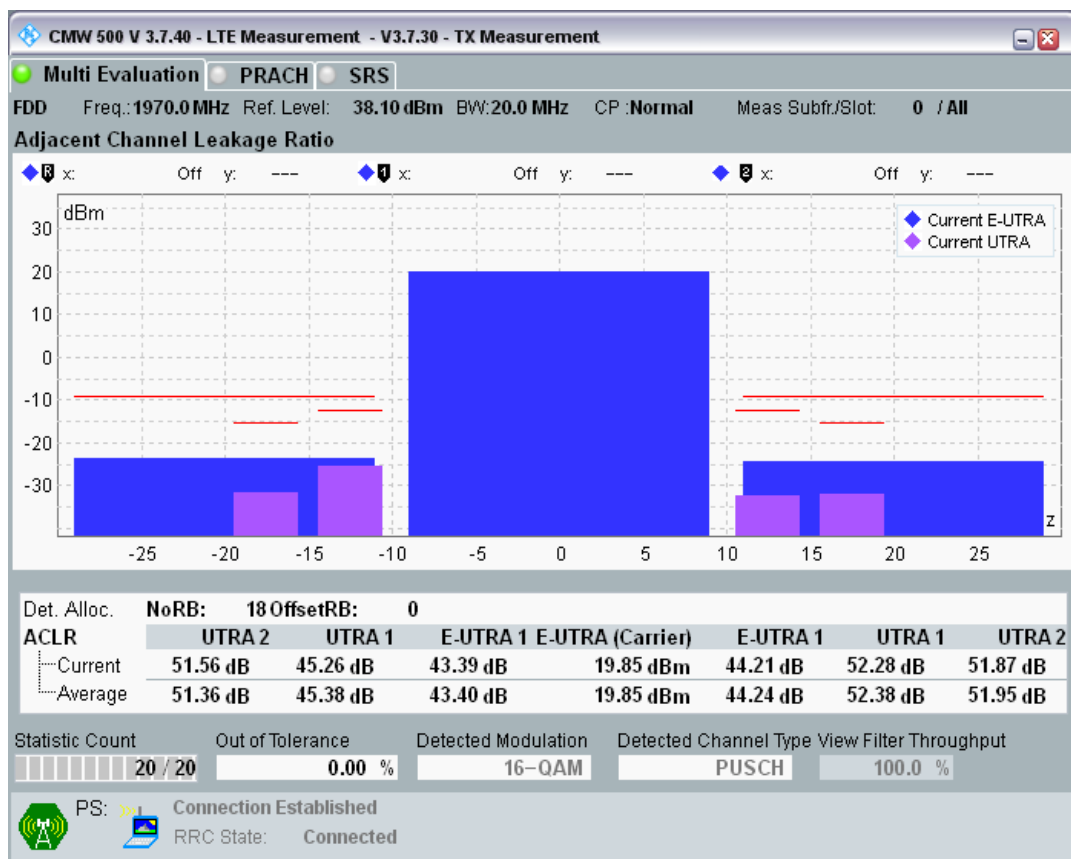 CMW 500 V 3.7.40 - LTE Measurement - V3.7.30 - TX Measurement
Multi Evaluation PRACH SRS
FDD Freq.:1970.0 MHz Ref. Level: 38.10 dBm BW:20.0 MHz CP :Normal Meas Subfr./Slot: 0 / All
Adjacent Channel Leakage Ratio
R x: Off y: --- 1 x: Off y: --- 2 x: Off y: ---
dBm
Current E-UTRA
Current UTRA
30
20
10
0
-10
-20
-30
z
-25 -20 -15 -10 -5 0 5 10 15 20 25
Det. Alloc. NoRB: 18 OffsetRB: 0
ACLR UTRA 2 UTRA 1 E-UTRA 1 E-UTRA (Carrier) E-UTRA 1 UTRA 1 UTRA 2
Current 51.56 dB 45.26 dB 43.39 dB 19.85 dBm 44.21 dB 52.28 dB 51.87 dB
Average 51.36 dB 45.38 dB 43.40 dB 19.85 dBm 44.24 dB 52.38 dB 51.95 dB
Statistic Count Out of Tolerance Detected Modulation Detected Channel Type View Filter Throughput
20 / 20 0.00 % 16-QAM PUSCH 100.0 %
PS: Connection Established
RRC State: Connected